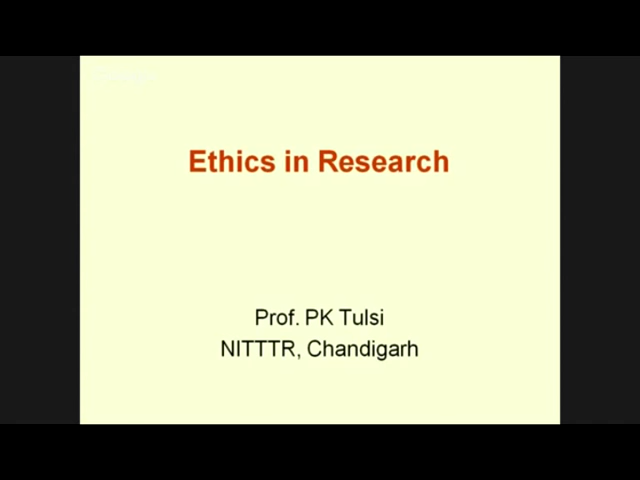 Ethics in Research
Prof. PK Tulsi
NITTTR, Chandigarh